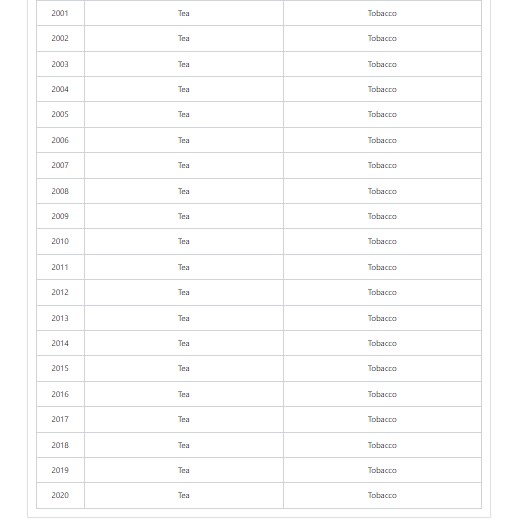 2001 Tea Tobacco
2002 Tea Tobacco
2003 Tea Tobacco
2004 Tea Tobacco
2005 Tea Tobacco
2006 Tea Tobacco
2007 Tea Tobacco
2008 Tea Tobacco
2009 Tea Tobacco
2010 Tea Tobacco
2011 Tea Tobacco
2012 Tea Tobacco
2013 Tea Tobacco
2014 Tea Tobacco
2015 Tea Tobacco
2016 Tea Tobacco
2017 Tea Tobacco
2018 Tea Tobacco
2019 Tea Tobacco
2020 Tea Tobacco